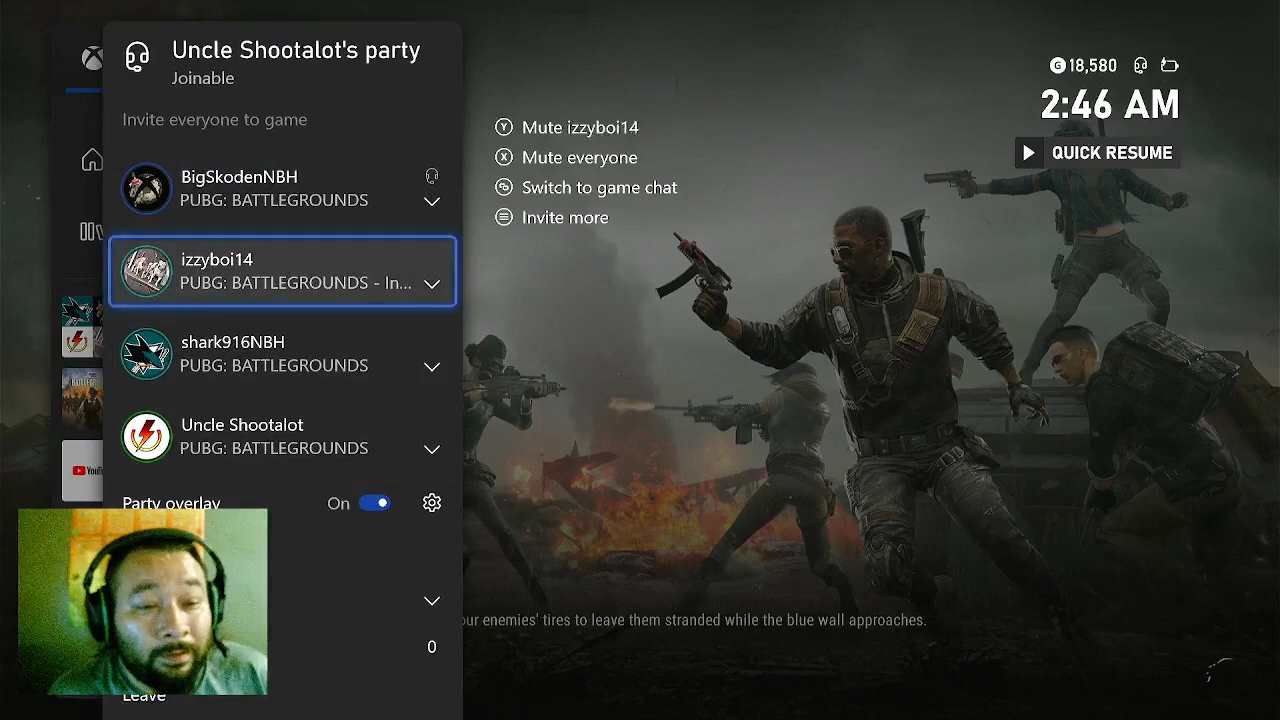 Uncle Shootalot's party
Joinable
Invite everyone to game
BigSkodenNBH
PUBG: BATTLEGROUNDS
izzyboi14
PUBG: BATTLEGROUNDS - In...
shark916NBH
PUBG: BATTLEGROUNDS
Uncle Shootalot
PUBG: BATTLEGROUNDS
Party overlay On
0
Leave
Y Mute izzyboi14
X Mute everyone
Switch to game chat
Invite more
G 18,580
2:46 AM
QUICK RESUME
enemies' tires to leave them stranded while the blue wall approaches.